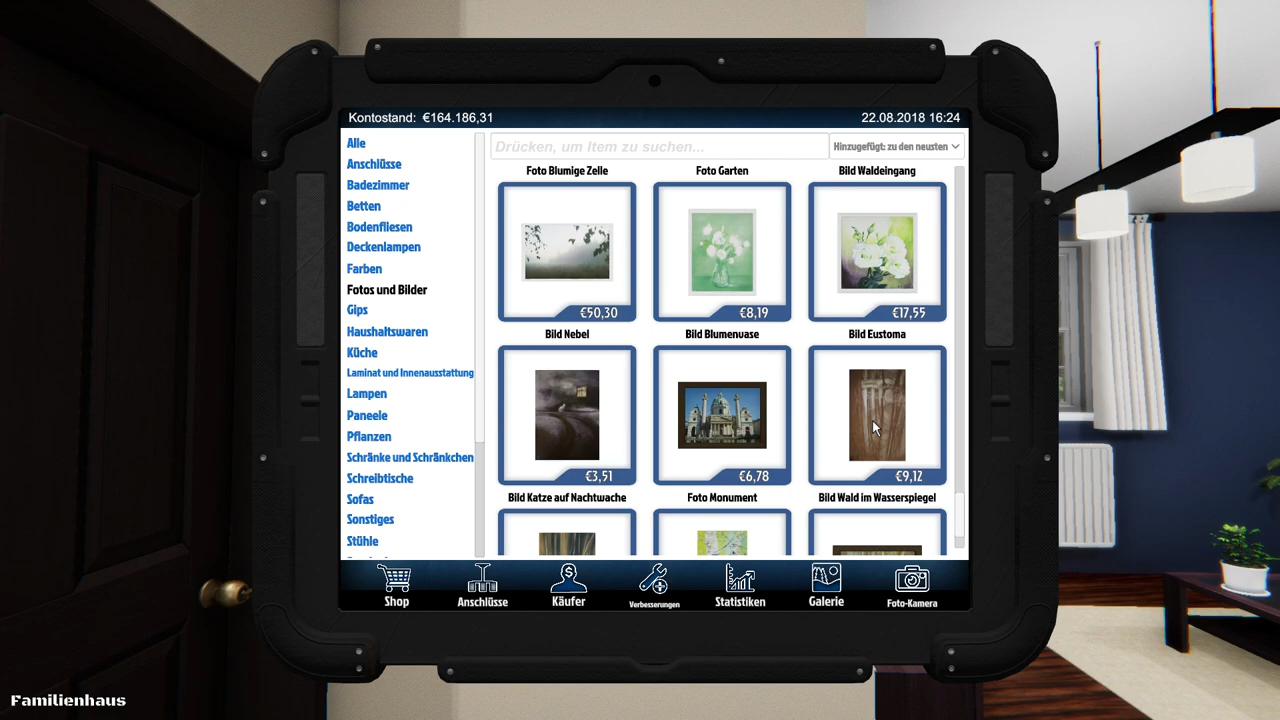 Kontostand: €164.186,31
22.08.2018 16:24
Alle
Anschlüsse
Badezimmer
Betten
Bodenfliesen
Deckenlampen
Farben
Fotos und Bilder
Gips
Haushaltswaren
Küche
Laminat und Innenausstattung
Lampen
Paneele
Pflanzen
Schränke und Schränkchen
Schreibtische
Sofas
Sonstiges
Stühle
Drücken, um Item zu suchen...
Hinzugefügt: zu den neusten
Foto Blumige Zelle
Foto Garten
Bild Waldeingang
€50,30
€8,19
€17,55
Bild Nebel
Bild Blumenvase
Bild Eustoma
€3,51
€6,78
€9,12
Bild Katze auf Nachtwache
Foto Monument
Bild Wald im Wasserspiegel
Shop
Anschlüsse
Käufer
Verbesserungen
Statistiken
Galerie
Foto-Kamera
Familienhaus